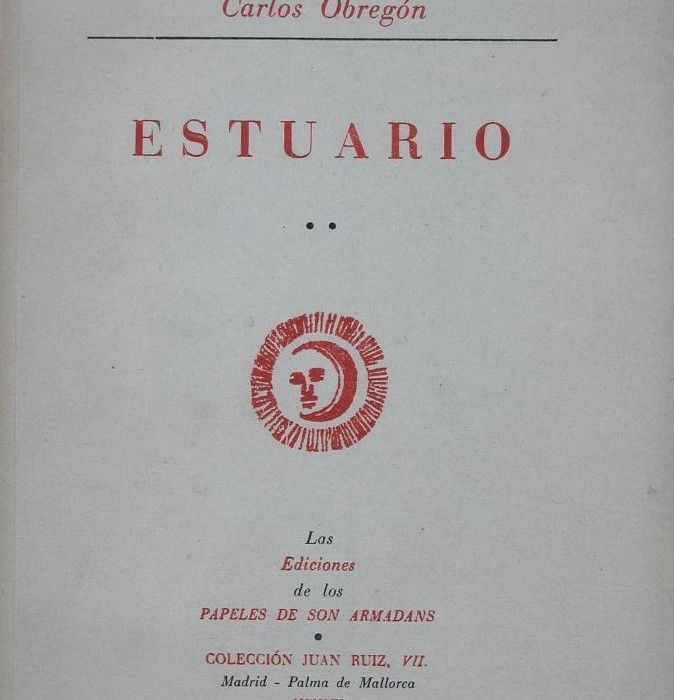 Carlos Obregón
ESTUARIO
Las
Ediciones
de los
PAPELES DE SON ARMADANS
COLECCIÓN JUAN RUIZ, VII.
Madrid - Palma de Mallorca